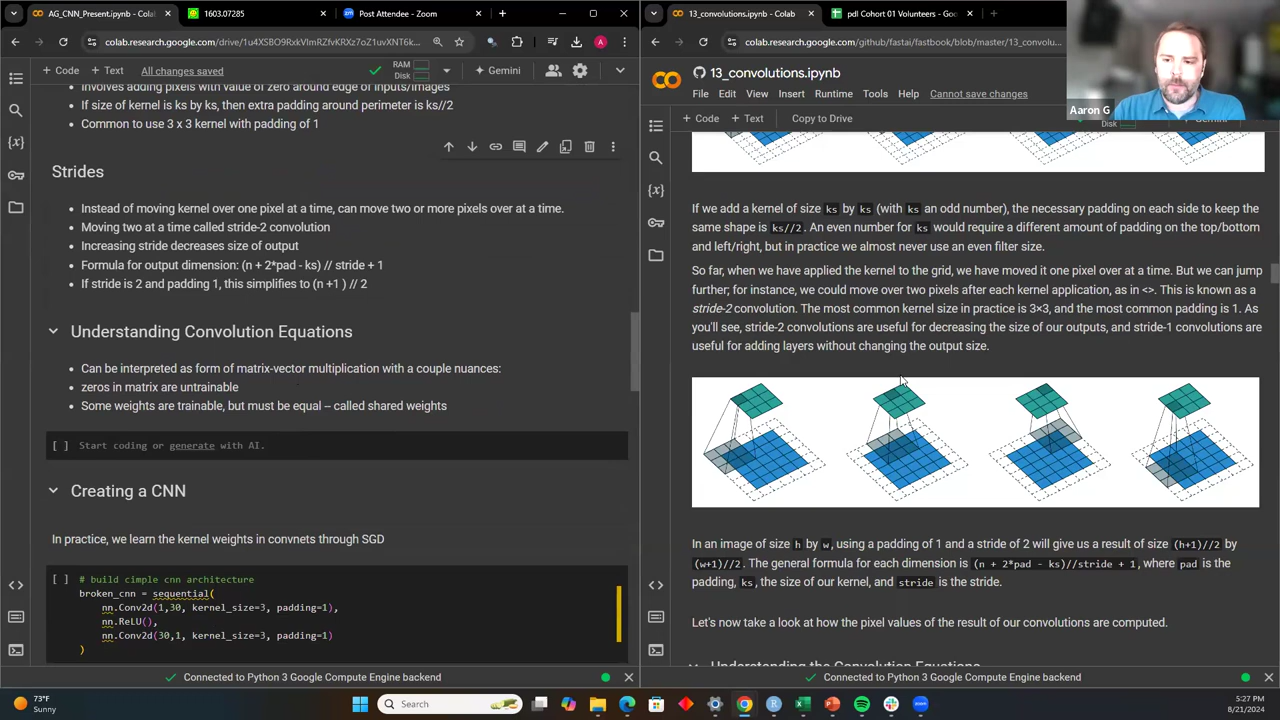 AG_CNN_Present.ipynb - Colab
1603.07285
Post Attendee - Zoom
colab.research.google.com/drive/1u4XSBO9RxkVlmRZfvKRXz7oZ1uvXNT6k...
+ Code + Text All changes saved
RAM
Disk
Gemini
Involves adding pixels with value of zero around edge of inputs/images
If size of kernel is ks by ks, then extra padding around perimeter is ks//2
Common to use 3 x 3 kernel with padding of 1
Strides
Instead of moving kernel over one pixel at a time, can move two or more pixels over at a time.
Moving two at a time called stride-2 convolution
Increasing stride decreases size of output
Formula for output dimension: (n + 2*pad - ks) // stride + 1
If stride is 2 and padding 1, this simplifies to (n +1 ) // 2
Understanding Convolution Equations
Can be interpreted as form of matrix-vector multiplication with a couple nuances:
zeros in matrix are untrainable
Some weights are trainable, but must be equal -- called shared weights
[ ] Start coding or generate with AI.
Creating a CNN
In practice, we learn the kernel weights in convnets through SGD
[ ] # build cimple cnn architecture
broken_cnn = sequential(
nn.Conv2d(1,30, kernel_size=3, padding=1),
nn.ReLU(),
nn.Conv2d(30,1, kernel_size=3, padding=1)
)
Connected to Python 3 Google Compute Engine backend
13_convolutions.ipynb - Colab
pdl Cohort 01 Volunteers - Goo
colab.research.google.com/github/fastai/fastbook/blob/master/13_convolu...
13_convolutions.ipynb
File Edit View Insert Runtime Tools Help Cannot save changes
+ Code + Text Copy to Drive
Disk
Aaron G
If we add a kernel of size ks by ks (with ks an odd number), the necessary padding on each side to keep the
same shape is ks//2. An even number for ks would require a different amount of padding on the top/bottom
and left/right, but in practice we almost never use an even filter size.
So far, when we have applied the kernel to the grid, we have moved it one pixel over at a time. But we can jump
further; for instance, we could move over two pixels after each kernel application, as in <>. This is known as a
stride-2 convolution. The most common kernel size in practice is 3×3, and the most common padding is 1. As
you'll see, stride-2 convolutions are useful for decreasing the size of our outputs, and stride-1 convolutions are
useful for adding layers without changing the output size.
In an image of size h by w, using a padding of 1 and a stride of 2 will give us a result of size (h+1)//2 by
(w+1)//2. The general formula for each dimension is (n + 2*pad - ks)//stride + 1, where pad is the
padding, ks, the size of our kernel, and stride is the stride.
Let's now take a look at how the pixel values of the result of our convolutions are computed.
Understanding the Convolution Equations
Connected to Python 3 Google Compute Engine backend
73°F
Sunny
Search
5:27 PM
8/21/2024